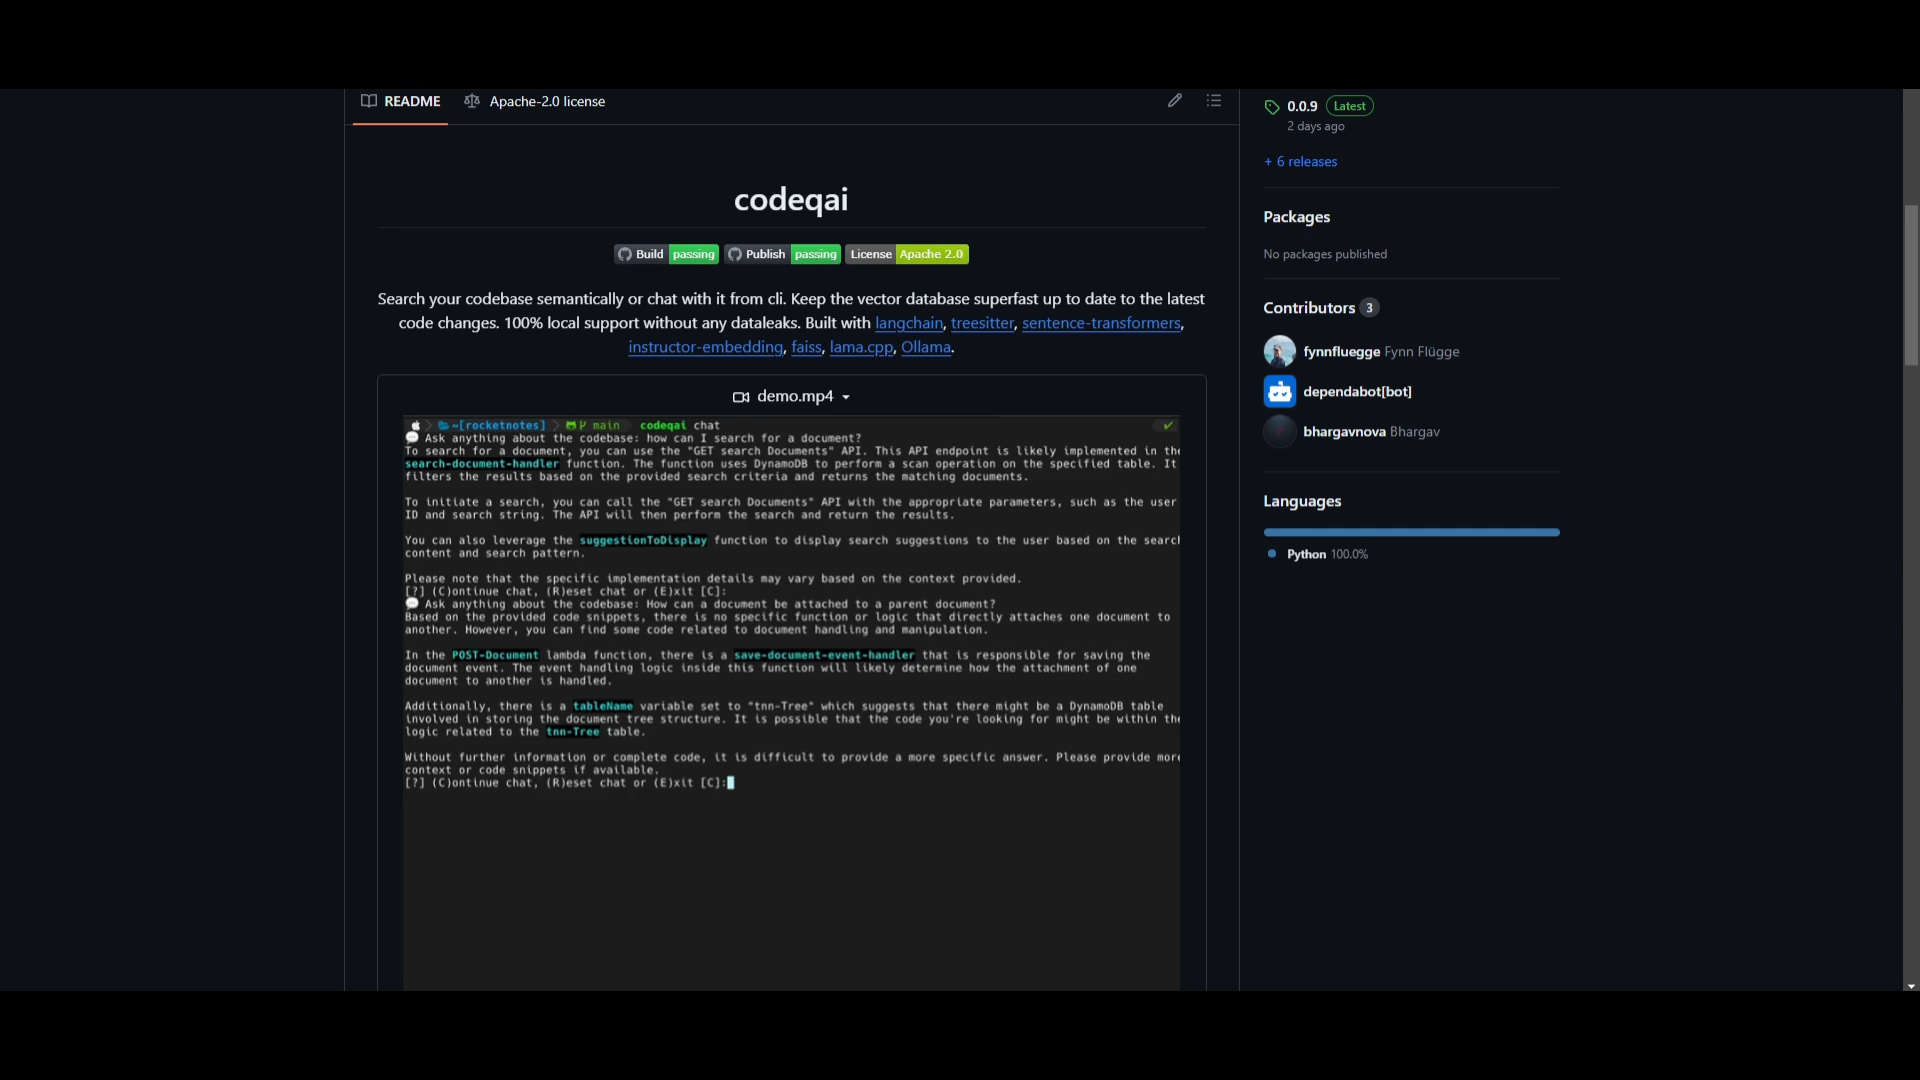 README Apache-2.0 license
codeqai
Build passing Publish passing License Apache 2.0
Search your codebase semantically or chat with it from cli. Keep the vector database superfast up to date to the latest
code changes. 100% local support without any dataleaks. Built with langchain, treesitter, sentence-transformers,
instructor-embedding, faiss, lama.cpp, Ollama.
demo.mp4
~[rocketnotes] main codeqai chat
Ask anything about the codebase: how can I search for a document?
To search for a document, you can use the "GET search Documents" API. This API endpoint is likely implemented in the
search-document-handler function. The function uses DynamoDB to perform a scan operation on the specified table. It
filters the results based on the provided search criteria and returns the matching documents.
To initiate a search, you can call the "GET search Documents" API with the appropriate parameters, such as the user
ID and search string. The API will then perform the search and return the results.
You can also leverage the suggestionToDisplay function to display search suggestions to the user based on the search
content and search pattern.
Please note that the specific implementation details may vary based on the context provided.
[?] (C)ontinue chat, (R)eset chat or (E)xit [C]:
Ask anything about the codebase: How can a document be attached to a parent document?
Based on the provided code snippets, there is no specific function or logic that directly attaches one document to
another. However, you can find some code related to document handling and manipulation.
In the POST-Document lambda function, there is a save-document-event-handler that is responsible for saving the
document event. The event handling logic inside this function will likely determine how the attachment of one
document to another is handled.
Additionally, there is a tableName variable set to "tnn-Tree" which suggests that there might be a DynamoDB table
involved in storing the document tree structure. It is possible that the code you're looking for might be within the
logic related to the tnn-Tree table.
Without further information or complete code, it is difficult to provide a more specific answer. Please provide more
context or code snippets if available.
[?] (C)ontinue chat, (R)eset chat or (E)xit [C]:
0.0.9 Latest
2 days ago
+ 6 releases
Packages
No packages published
Contributors 3
fynnfluegge Fynn Flügge
dependabot[bot]
bhargavnova Bhargav
Languages
Python 100.0%